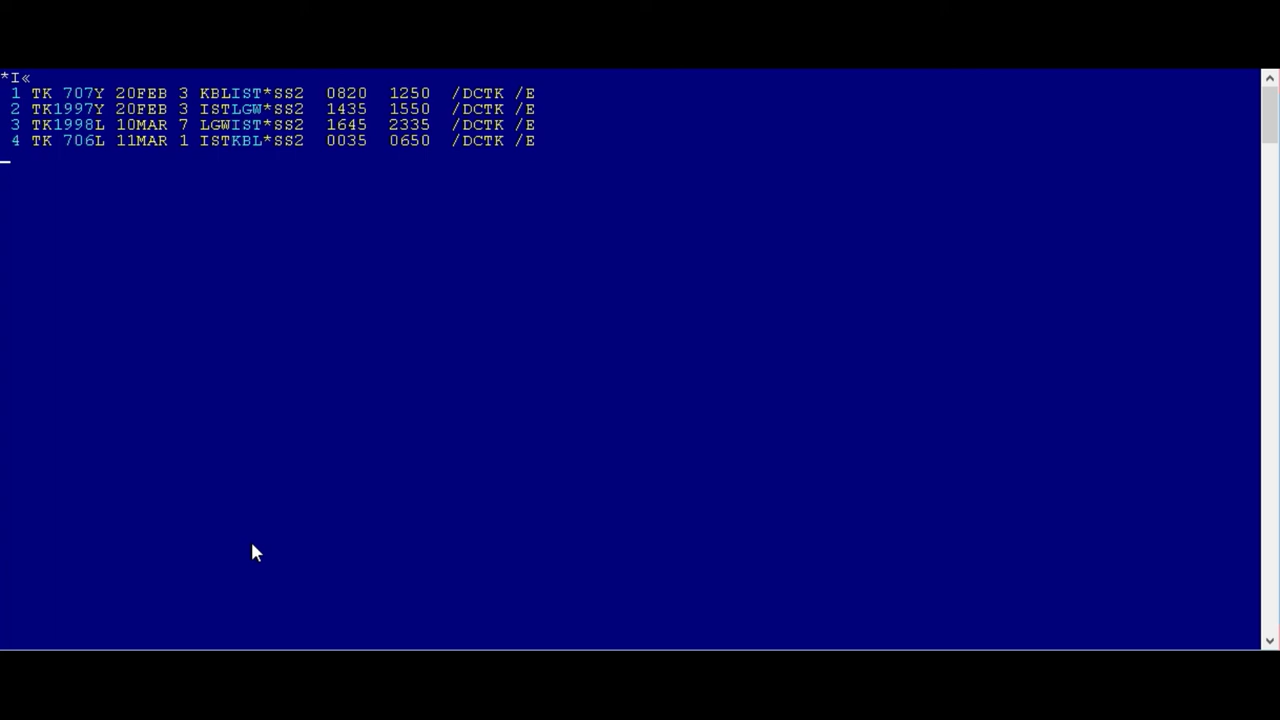 *I«
1 TK 707Y 20FEB 3 KBLIST*SS2 0820 1250 /DCTK /E
2 TK1997Y 20FEB 3 ISTLGW*SS2 1435 1550 /DCTK /E
3 TK1998L 10MAR 7 LGWIST*SS2 1645 2335 /DCTK /E
4 TK 706L 11MAR 1 ISTKBL*SS2 0035 0650 /DCTK /E